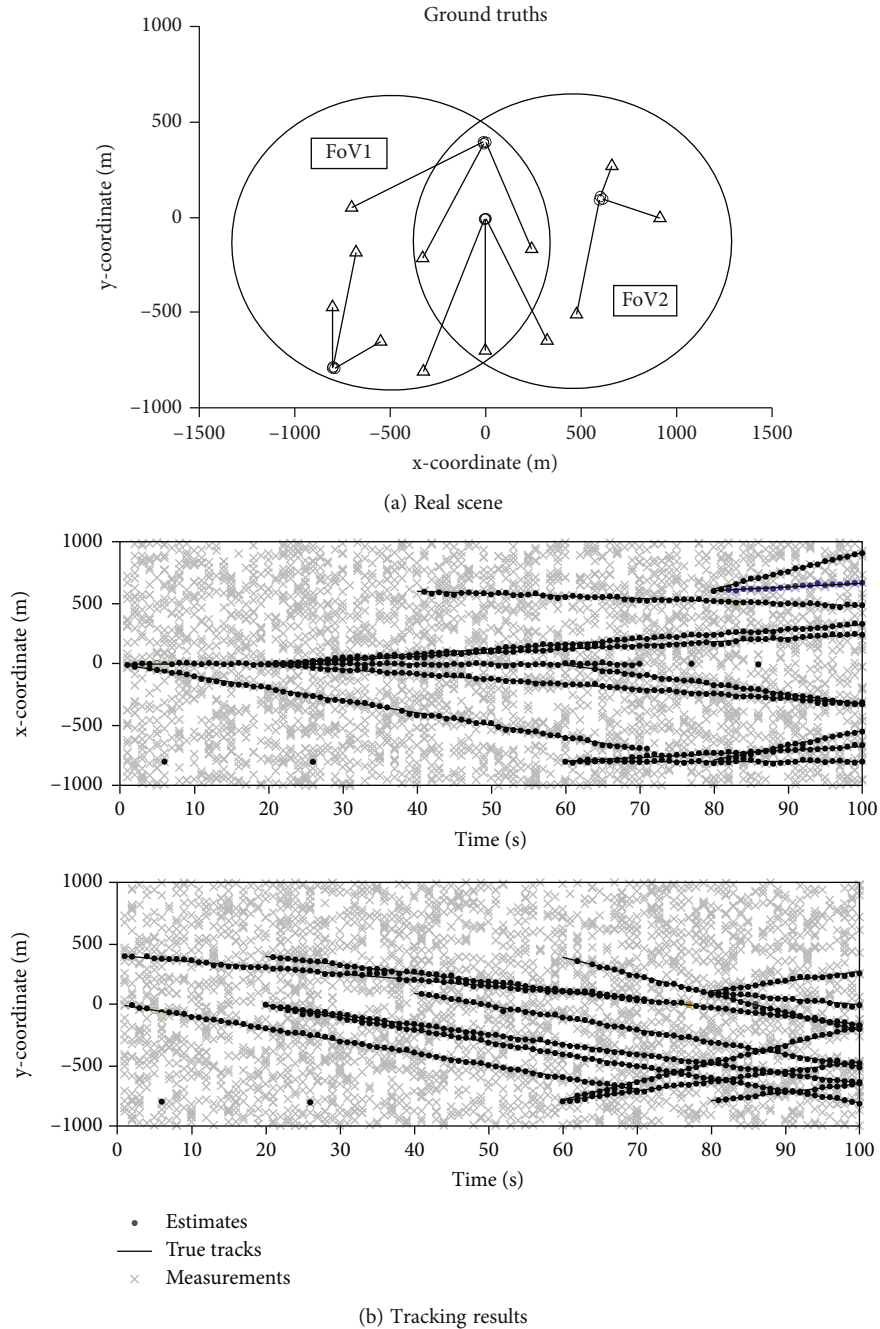 Ground truths
1000
500
0
−500
−1000
y-coordinate (m)
FoV1
FoV2
−1500 −1000 −500 0 500 1000 1500
x-coordinate (m)
(a) Real scene
1000
500
0
−500
−1000
x-coordinate (m)
0 10 20 30 40 50 60 70 80 90 100
Time (s)
1000
500
0
−500
−1000
y-coordinate (m)
0 10 20 30 40 50 60 70 80 90 100
Time (s)
Estimates
True tracks
Measurements
(b) Tracking results